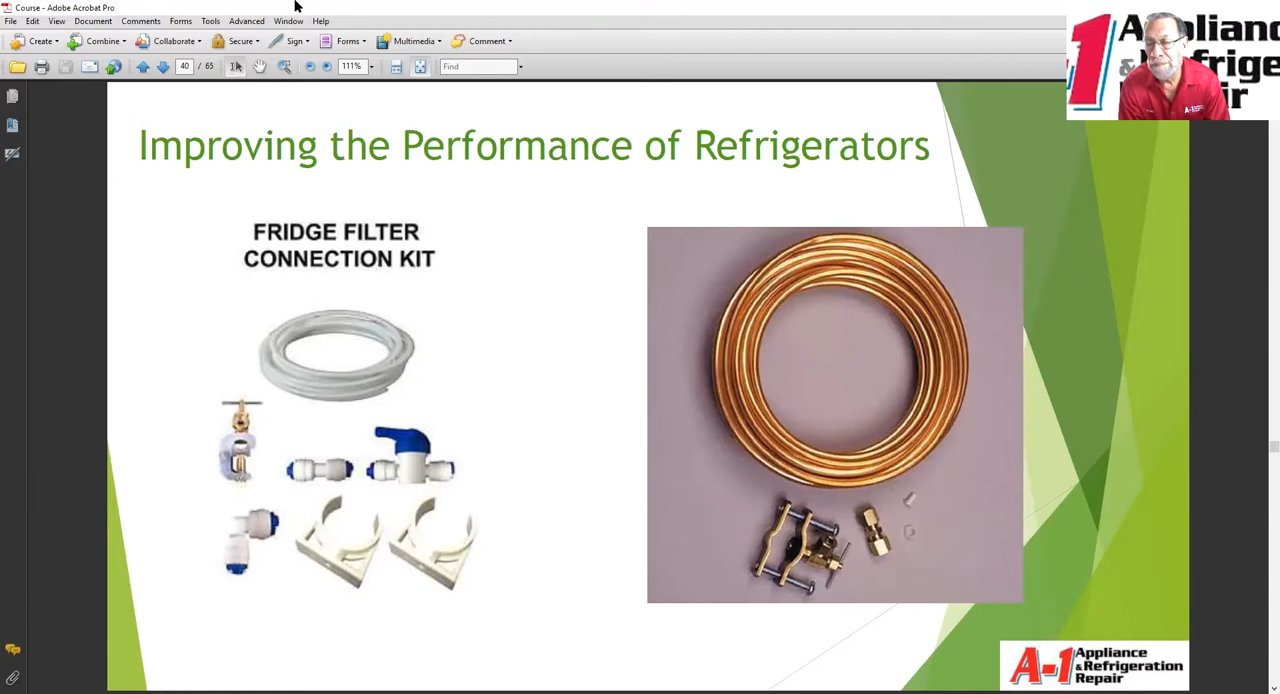 Course - Adobe Acrobat Pro
File Edit View Document Comments Forms Tools Advanced Window Help
Create Combine Collaborate Secure Sign Forms Multimedia Comment
40 / 65 111% Find
Improving the Performance of Refrigerators
FRIDGE FILTER
CONNECTION KIT
A-1 Appliance
& Refrigeration
Repair